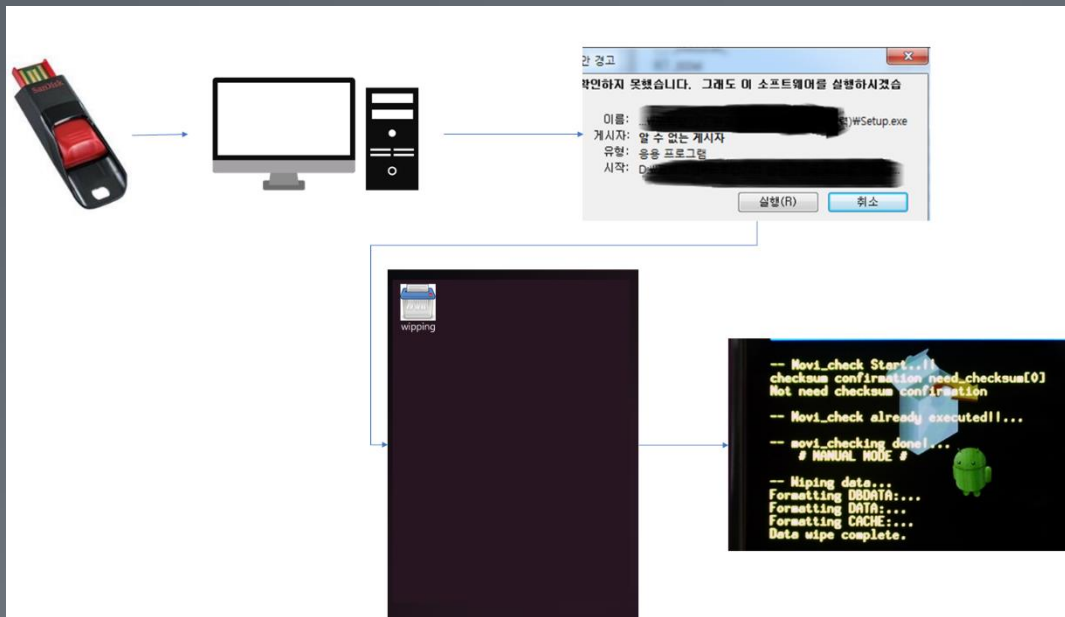 SanDisk
안 경고
확인하지 못했습니다. 그래도 이 소프트웨어를 실행하시겠습
이름:
)₩Setup.exe
게시자: 알 수 없는 게시자
유형: 응용 프로그램
시작: D:
실행(R)
취소
wipping
-- Movi_check Start..!!
checksum confirmation need_checksum[0]
Not need checksum confirmation
-- Movi_check already executed!!...
-- movi_checking done!...
# MANUAL MODE #
-- Wiping data...
Formatting DBDATA:...
Formatting DATA:...
Formatting CACHE:...
Data wipe complete.